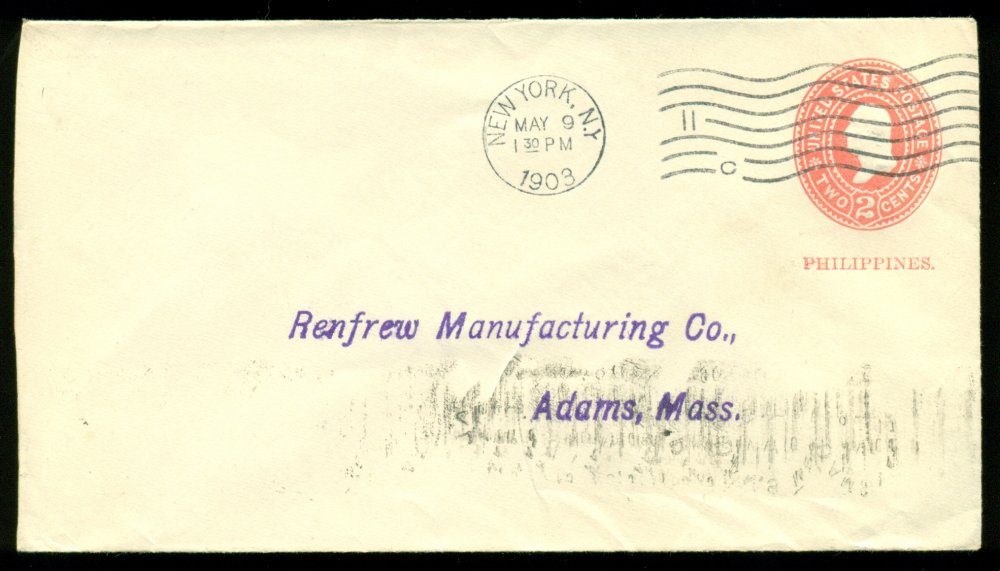 NEW YORK, N.Y
MAY 9
1 30 PM
1903
11
C
UNITED STATES POSTAGE
TWO 2 CENTS
PHILIPPINES.
Renfrew Manufacturing Co.,
Adams, Mass.